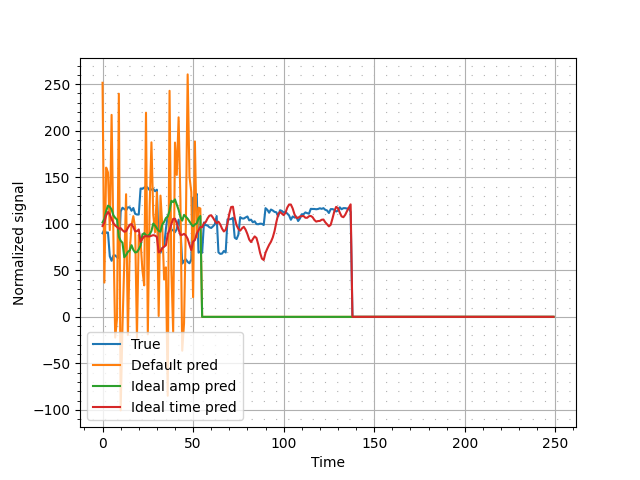 250
200
150
100
50
0
−50
−100
Normalized signal
True
Default pred
Ideal amp pred
Ideal time pred
0 50 100 150 200 250
Time